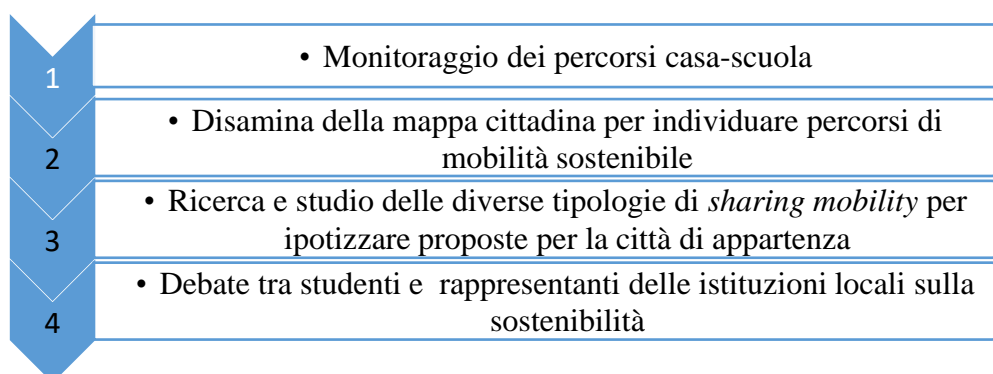 1
• Monitoraggio dei percorsi casa-scuola
2
• Disamina della mappa cittadina per individuare percorsi di
mobilità sostenibile
3
• Ricerca e studio delle diverse tipologie di sharing mobility per
ipotizzare proposte per la città di appartenza
4
• Debate tra studenti e  rappresentanti delle istituzioni locali sulla
sostenibilità